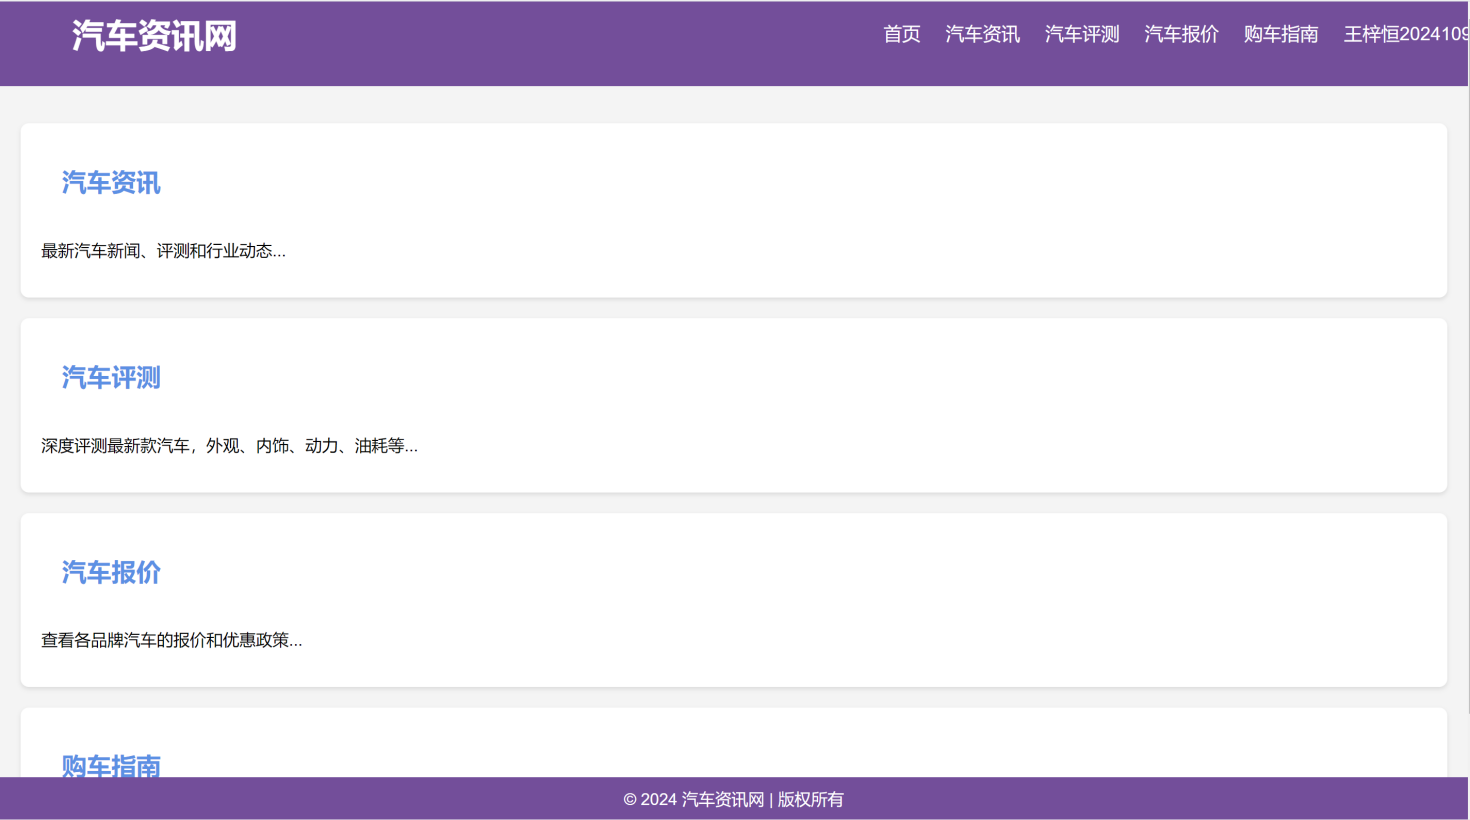 汽车资讯网
首页 汽车资讯 汽车评测 汽车报价 购车指南 王梓恒2024109
汽车资讯
最新汽车新闻、评测和行业动态...
汽车评测
深度评测最新款汽车，外观、内饰、动力、油耗等...
汽车报价
查看各品牌汽车的报价和优惠政策...
购车指南
© 2024 汽车资讯网 | 版权所有